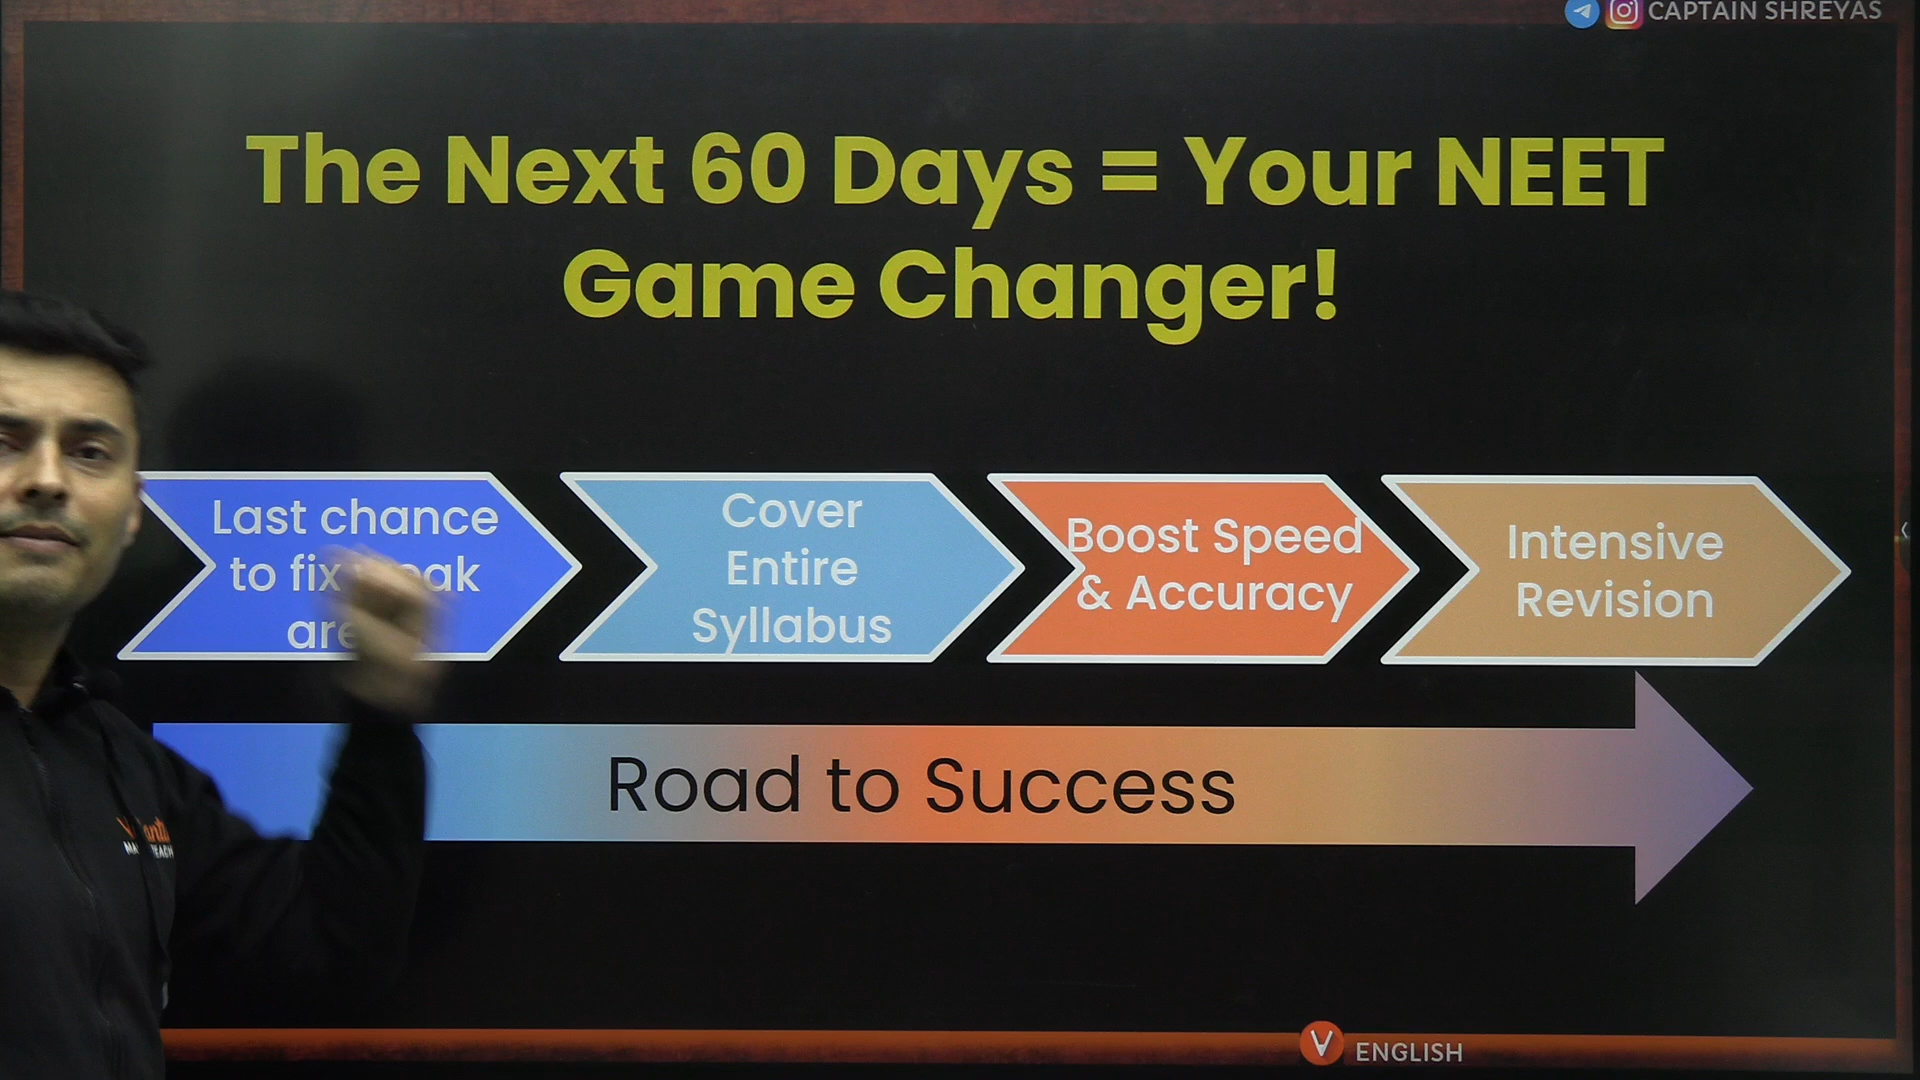 CAPTAIN SHREYAS
The Next 60 Days = Your NEET
Game Changer!
Last chance
to fix
Cover
Entire
Syllabus
Boost Speed
& Accuracy
Intensive
Revision
Road to Success
ENGLISH